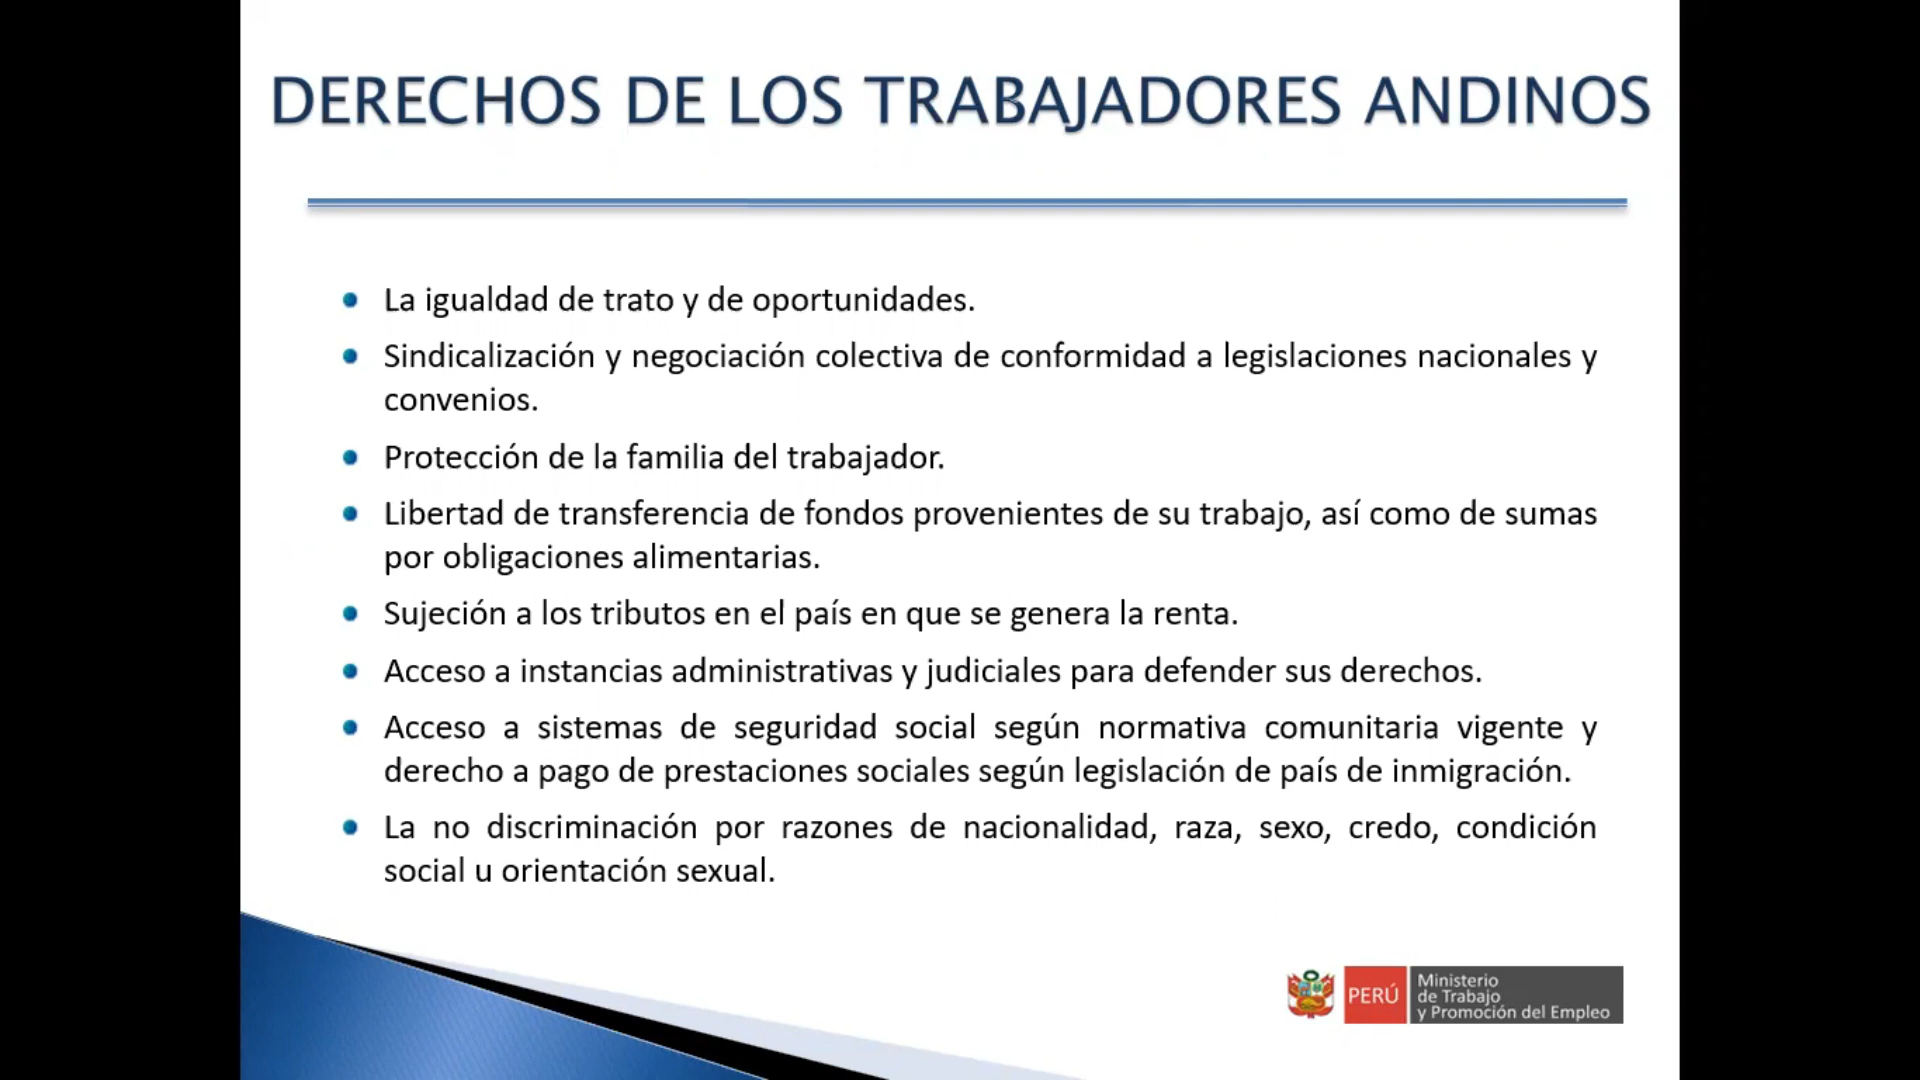 DERECHOS DE LOS TRABAJADORES ANDINOS
La igualdad de trato y de oportunidades.
Sindicalización y negociación colectiva de conformidad a legislaciones nacionales y
convenios.
Protección de la familia del trabajador.
Libertad de transferencia de fondos provenientes de su trabajo, así como de sumas
por obligaciones alimentarias.
Sujeción a los tributos en el país en que se genera la renta.
Acceso a instancias administrativas y judiciales para defender sus derechos.
Acceso a sistemas de seguridad social según normativa comunitaria vigente y
derecho a pago de prestaciones sociales según legislación de país de inmigración.
La no discriminación por razones de nacionalidad, raza, sexo, credo, condición
social u orientación sexual.
PERÚ
Ministerio
de Trabajo
y Promoción del Empleo